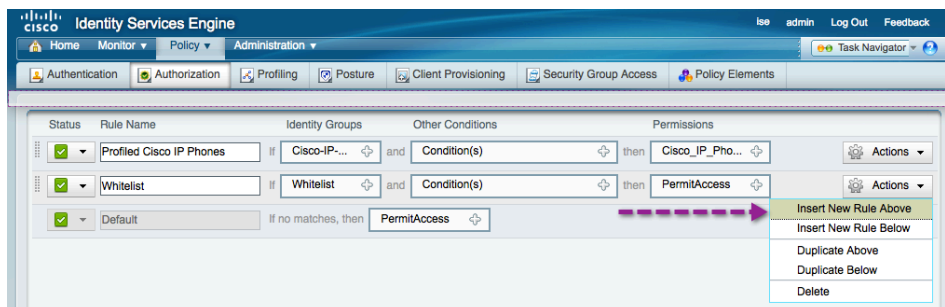 CISCO Identity Services Engine ise admin Log Out Feedback
Home Monitor Policy Administration Task Navigator
Authentication Authorization Profiling Posture Client Provisioning Security Group Access Policy Elements
Status Rule Name Identity Groups Other Conditions Permissions
Profiled Cisco IP Phones If Cisco-IP-... and Condition(s) then Cisco_IP_Pho... Actions
Whitelist If Whitelist and Condition(s) then PermitAccess Actions
Default If no matches, then PermitAccess
Insert New Rule Above
Insert New Rule Below
Duplicate Above
Duplicate Below
Delete